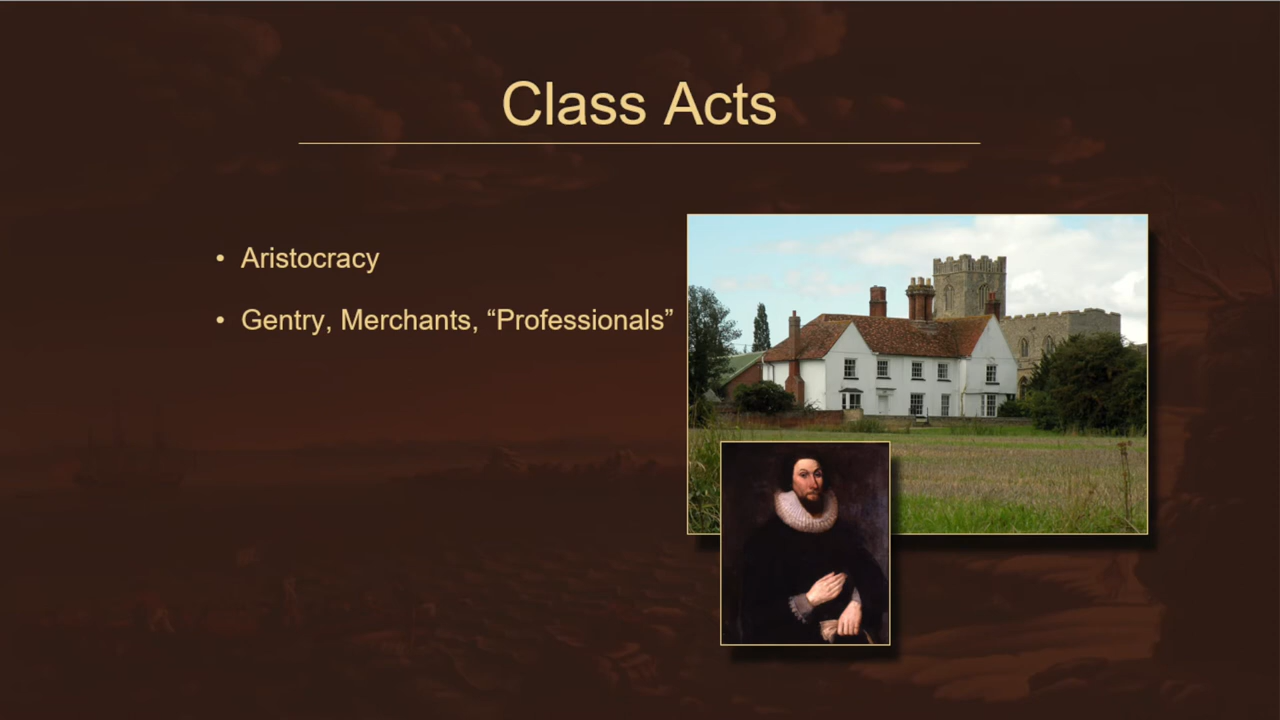 Class Acts
• Aristocracy
• Gentry, Merchants, “Professionals”